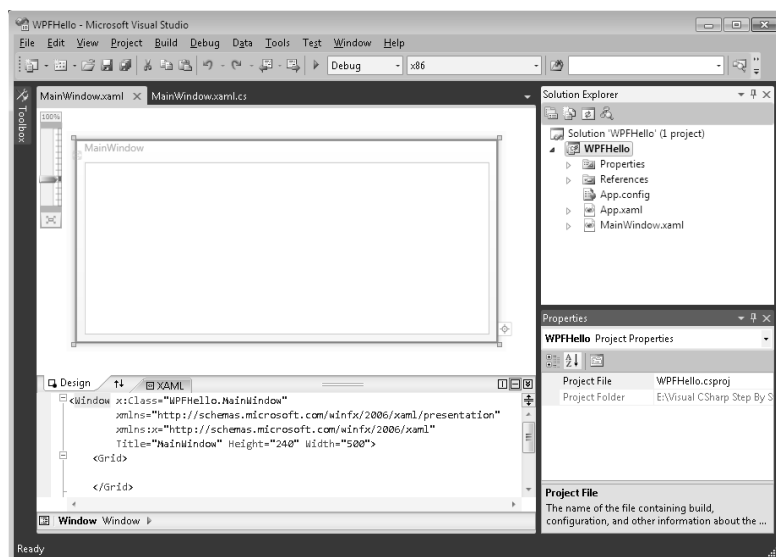 WPFHello - Microsoft Visual Studio
File Edit View Project Build Debug Data Tools Test Window Help
Debug x86
Toolbox
MainWindow.xaml MainWindow.xaml.cs
100%
MainWindow
Design XAML
<Window x:Class="WPFHello.MainWindow"
xmlns="http://schemas.microsoft.com/winfx/2006/xaml/presentation"
xmlns:x="http://schemas.microsoft.com/winfx/2006/xaml"
Title="MainWindow" Height="240" Width="500">
<Grid>
</Grid>
Window Window
Solution Explorer
Solution 'WPFHello' (1 project)
WPFHello
Properties
References
App.config
App.xaml
MainWindow.xaml
Properties
WPFHello Project Properties
Project File WPFHello.csproj
Project Folder E:\Visual CSharp Step By S
Project File
The name of the file containing build,
configuration, and other information about the ...
Ready